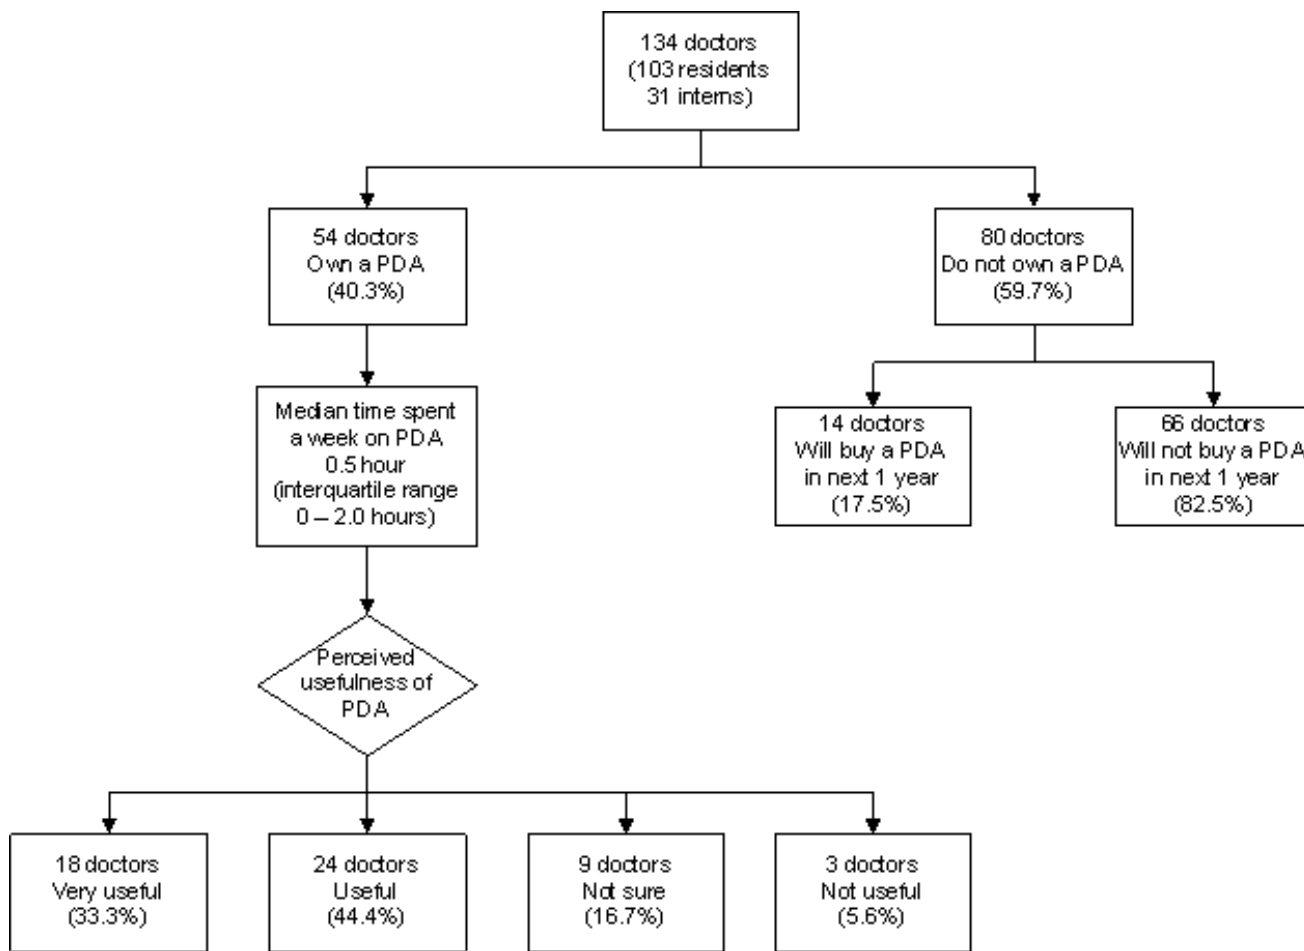 134 doctors
(103 residents
31 interns)
54 doctors
Own a PDA
(40.3%)
80 doctors
Do not own a PDA
(59.7%)
Median time spent
a week on PDA
0.5 hour
(interquartile range
0 – 2.0 hours)
14 doctors
Will buy a PDA
in next 1 year
(17.5%)
66 doctors
Will not buy a PDA
in next 1 year
(82.5%)
Perceived
usefulness of
PDA
18 doctors
Very useful
(33.3%)
24 doctors
Useful
(44.4%)
9 doctors
Not sure
(16.7%)
3 doctors
Not useful
(5.6%)